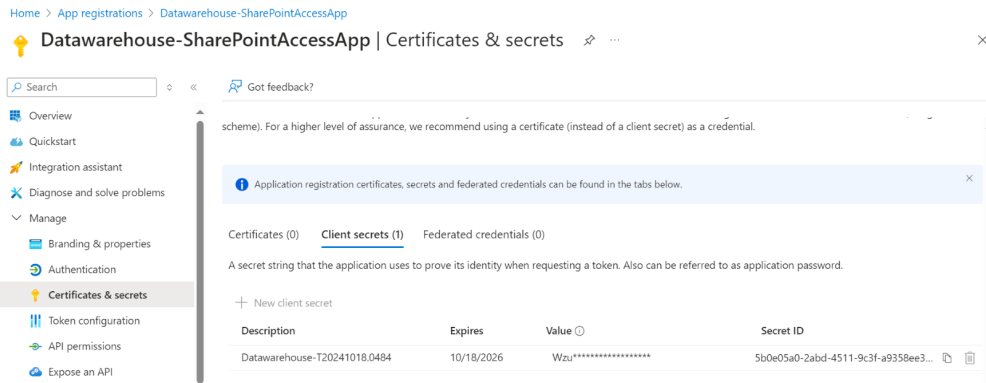 Home > App registrations > Datawarehouse-SharePointAccessApp
Datawarehouse-SharePointAccessApp | Certificates & secrets
Search
Got feedback?
Overview
Quickstart
Integration assistant
Diagnose and solve problems
Manage
Branding & properties
Authentication
Certificates & secrets
Token configuration
API permissions
Expose an API
scheme). For a higher level of assurance, we recommend using a certificate (instead of a client secret) as a credential.
Application registration certificates, secrets and federated credentials can be found in the tabs below.
Certificates (0) Client secrets (1) Federated credentials (0)
A secret string that the application uses to prove its identity when requesting a token. Also can be referred to as application password.
New client secret
Description Expires Value Secret ID
Datawarehouse-T20241018.0484 10/18/2026 Wzu****************** 5b0e05a0-2abd-4511-9c3f-a9358ee3...